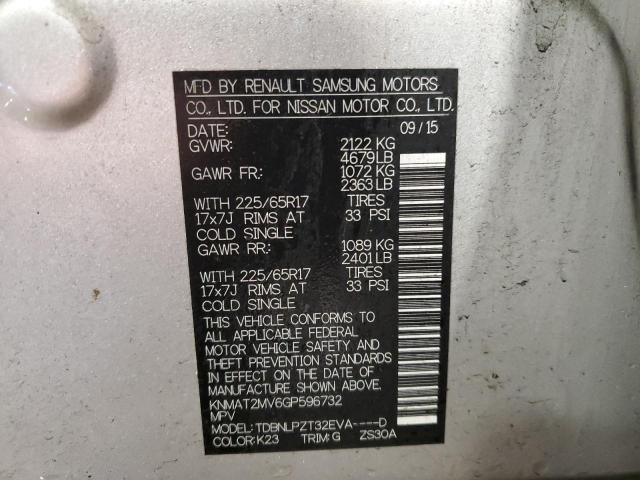 MFD BY RENAULT SAMSUNG MOTORS
CO., LTD. FOR NISSAN MOTOR CO., LTD.
DATE: 09/15
GVWR: 2122 KG
4679 LB
GAWR FR: 1072 KG
2363 LB
WITH 225/65R17 TIRES
17x7J RIMS AT 33 PSI
COLD SINGLE
GAWR RR: 1089 KG
2401 LB
WITH 225/65R17 TIRES
17x7J RIMS AT 33 PSI
COLD SINGLE
THIS VEHICLE CONFORMS TO
ALL APPLICABLE FEDERAL
MOTOR VEHICLE SAFETY AND
THEFT PREVENTION STANDARDS
IN EFFECT ON THE DATE OF
MANUFACTURE SHOWN ABOVE.
KNMAT2MV6GP596732
MPV
MODEL: TDBNLPZT32EVA----D
COLOR: K23 TRIM: G ZS30A